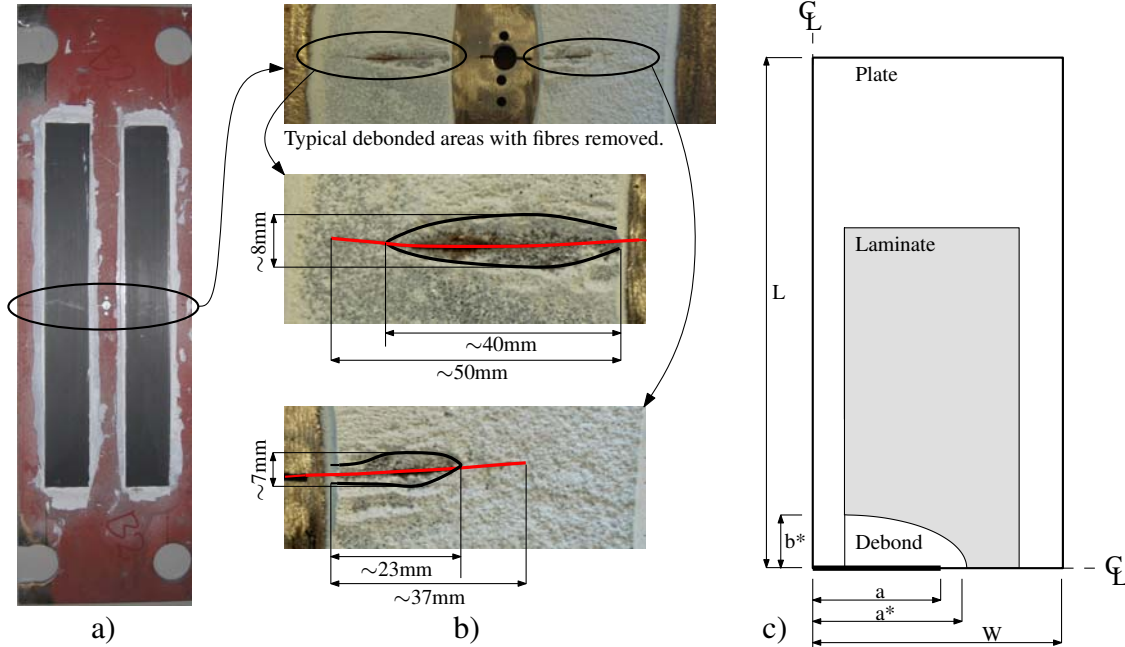 Typical debonded areas with fibres removed.
~8mm
~40mm
~50mm
~7mm
~23mm
~37mm
a)
b)
C
L
Plate
Laminate
L
Debond
b*
C
L
a
a*
W
c)